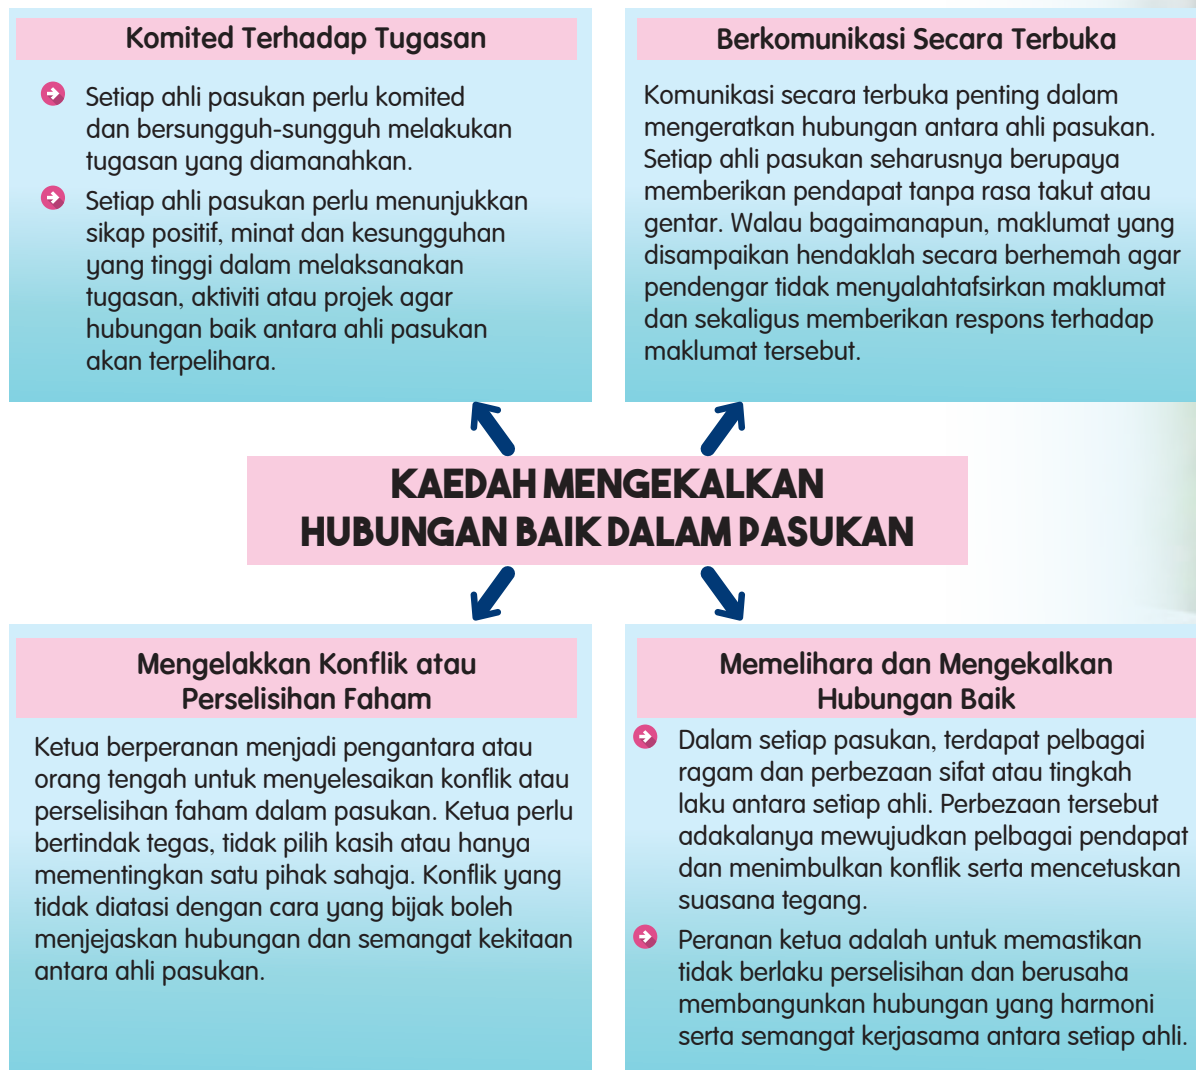 Komited Terhadap Tugasan
Setiap ahli pasukan perlu komited
dan bersungguh-sungguh melakukan
tugasan yang diamanahkan.
Setiap ahli pasukan perlu menunjukkan
sikap positif, minat dan kesungguhan
yang tinggi dalam melaksanakan
tugasan, aktiviti atau projek agar
hubungan baik antara ahli pasukan
akan terpelihara.
Berkomunikasi Secara Terbuka
Komunikasi secara terbuka penting dalam
mengeratkan hubungan antara ahli pasukan.
Setiap ahli pasukan seharusnya berupaya
memberikan pendapat tanpa rasa takut atau
gentar. Walau bagaimanapun, maklumat yang
disampaikan hendaklah secara berhemah agar
pendengar tidak menyalahtafsirkan maklumat
dan sekaligus memberikan respons terhadap
maklumat tersebut.
KAEDAH MENGEKALKAN
HUBUNGAN BAIK DALAM PASUKAN
Mengelakkan Konflik atau
Perselisihan Faham
Ketua berperanan menjadi pengantara atau
orang tengah untuk menyelesaikan konflik atau
perselisihan faham dalam pasukan. Ketua perlu
bertindak tegas, tidak pilih kasih atau hanya
mementingkan satu pihak sahaja. Konflik yang
tidak diatasi dengan cara yang bijak boleh
menjejaskan hubungan dan semangat kekitaan
antara ahli pasukan.
Memelihara dan Mengekalkan
Hubungan Baik
Dalam setiap pasukan, terdapat pelbagai
ragam dan perbezaan sifat atau tingkah
laku antara setiap ahli. Perbezaan tersebut
adakalanya mewujudkan pelbagai pendapat
dan menimbulkan konflik serta mencetuskan
suasana tegang.
Peranan ketua adalah untuk memastikan
tidak berlaku perselisihan dan berusaha
membangunkan hubungan yang harmoni
serta semangat kerjasama antara setiap ahli.